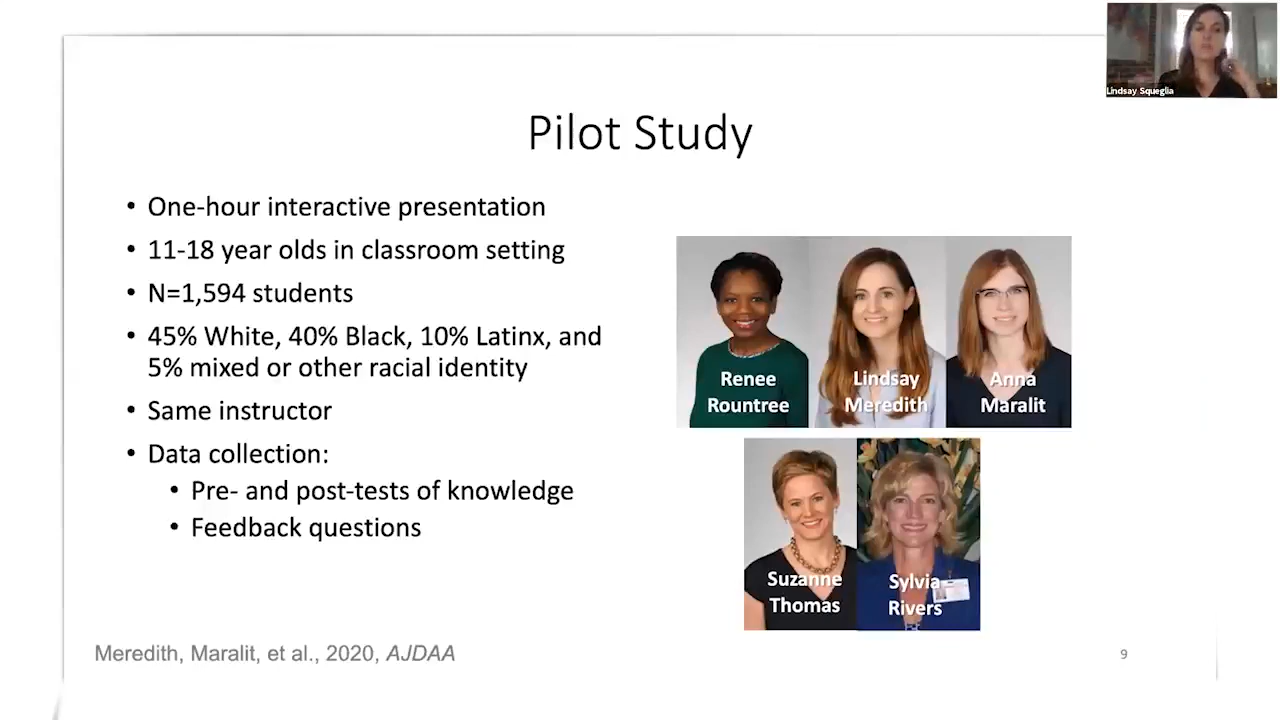 Lindsay Squeglia
Pilot Study
• One-hour interactive presentation
• 11-18 year olds in classroom setting
• N=1,594 students
• 45% White, 40% Black, 10% Latinx, and
5% mixed or other racial identity
• Same instructor
• Data collection:
• Pre- and post-tests of knowledge
• Feedback questions
Renee
Rountree
Lindsay
Meredith
Anna
Maralit
Suzanne
Thomas
Sylvia
Rivers
Meredith, Maralit, et al., 2020, AJDAA
9